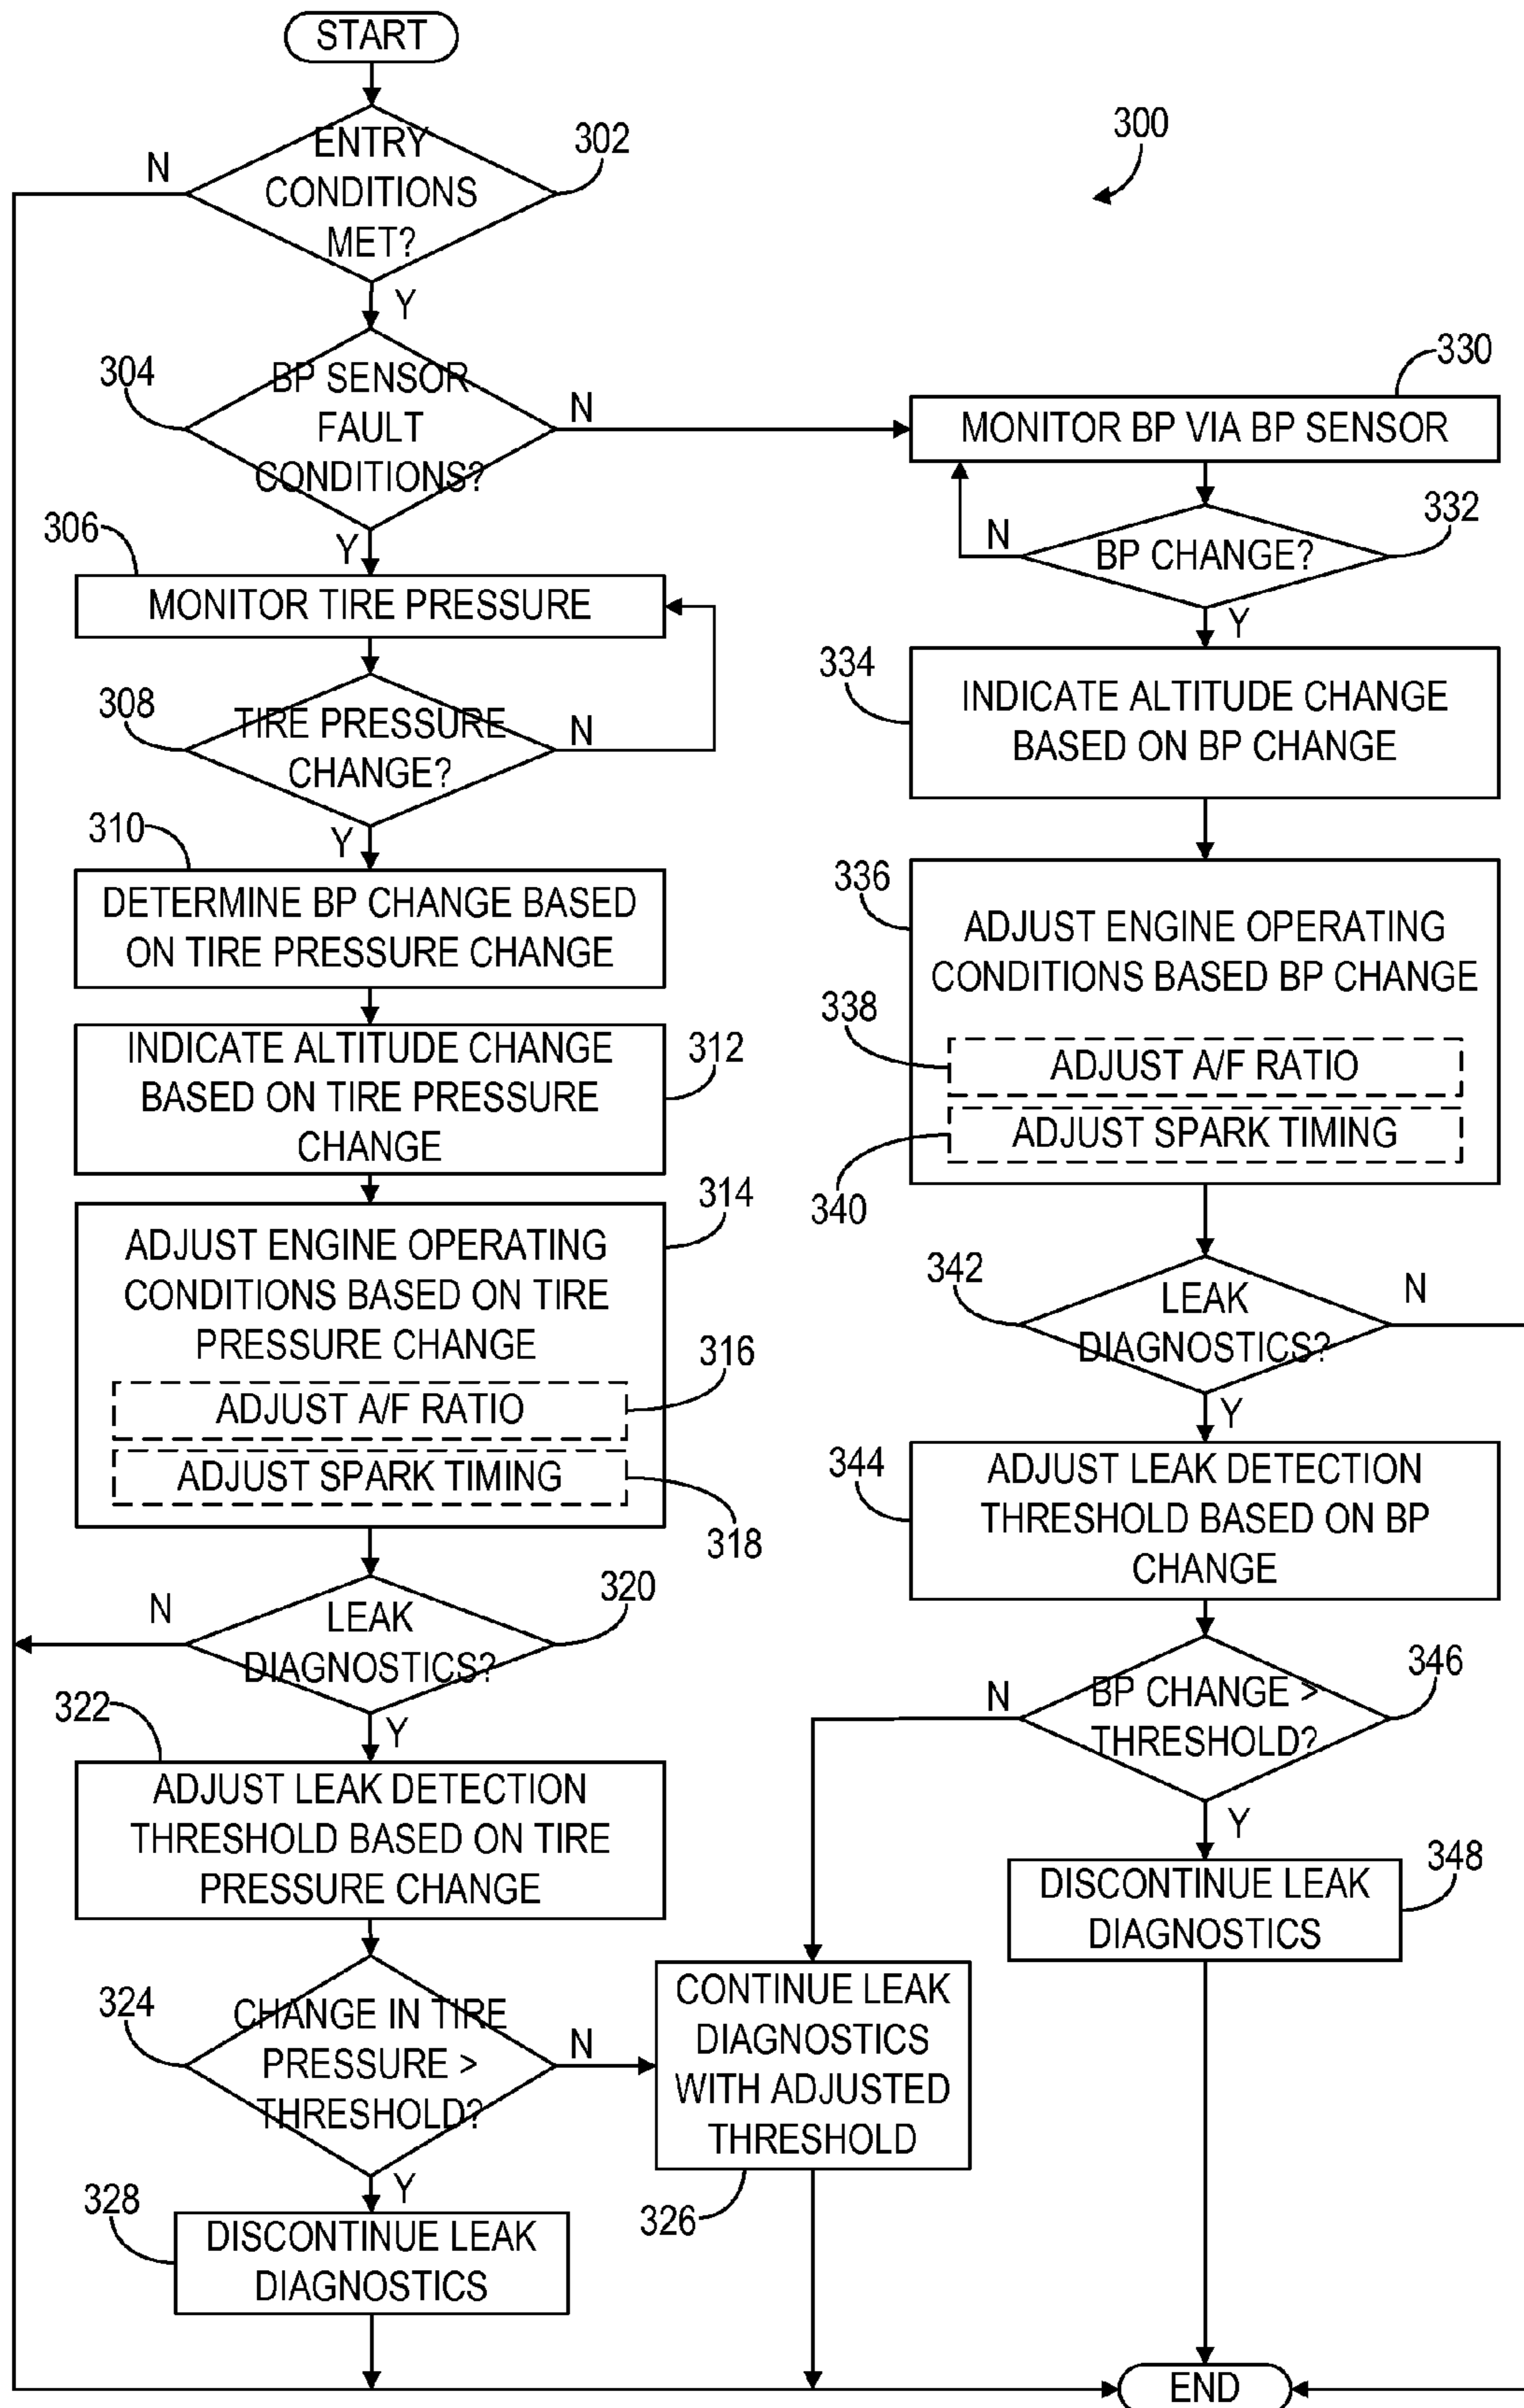 START
ENTRY
CONDITIONS
MET?
302
N
Y
300
BP SENSOR
FAULT
CONDITIONS?
304
N
Y
MONITOR TIRE PRESSURE
306
TIRE PRESSURE
CHANGE?
308
N
Y
DETERMINE BP CHANGE BASED
ON TIRE PRESSURE CHANGE
310
INDICATE ALTITUDE CHANGE
BASED ON TIRE PRESSURE
CHANGE
312
ADJUST ENGINE OPERATING
CONDITIONS BASED ON TIRE
PRESSURE CHANGE
314
ADJUST A/F RATIO
316
ADJUST SPARK TIMING
318
LEAK
DIAGNOSTICS?
320
N
Y
ADJUST LEAK DETECTION
THRESHOLD BASED ON TIRE
PRESSURE CHANGE
322
CHANGE IN TIRE
PRESSURE >
THRESHOLD?
324
N
Y
CONTINUE LEAK
DIAGNOSTICS
WITH ADJUSTED
THRESHOLD
326
DISCONTINUE LEAK
DIAGNOSTICS
328
MONITOR BP VIA BP SENSOR
330
BP CHANGE?
332
N
Y
INDICATE ALTITUDE CHANGE
BASED ON BP CHANGE
334
ADJUST ENGINE OPERATING
CONDITIONS BASED BP CHANGE
336
ADJUST A/F RATIO
338
ADJUST SPARK TIMING
340
LEAK
DIAGNOSTICS?
342
N
Y
ADJUST LEAK DETECTION
THRESHOLD BASED ON BP
CHANGE
344
BP CHANGE >
THRESHOLD?
346
N
Y
DISCONTINUE LEAK
DIAGNOSTICS
348
END